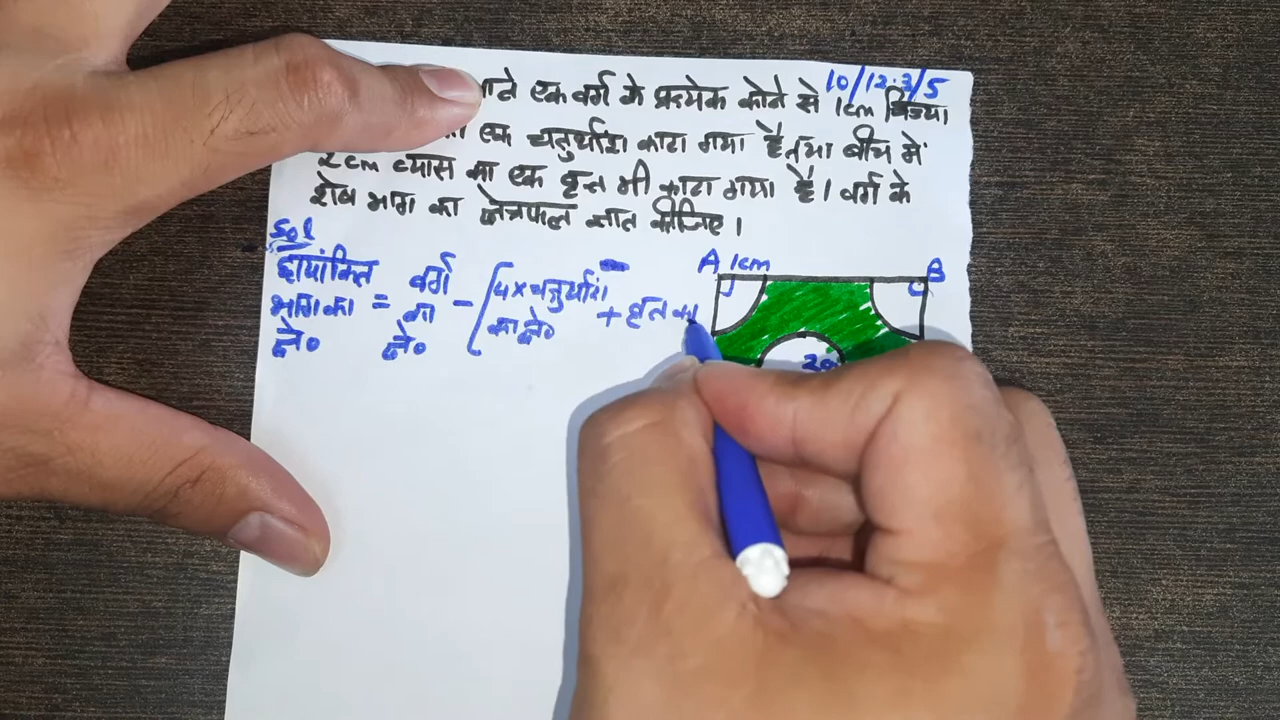 10/12.3/5
एक वर्ग के प्रत्येक कोने से 1cm त्रिज्या
एक चतुर्थांश काटा गया है तथा बीच में
2cm व्यास का एक वृत्त भी काटा गया है। वर्ग के
शेष भाग का क्षेत्रफल ज्ञात कीजिए।
Sol
छायांकित भाग का क्षे० = वर्ग का क्षे० - [4 × चतुर्थांश का क्षे० + वृत्त का
A 1cm B